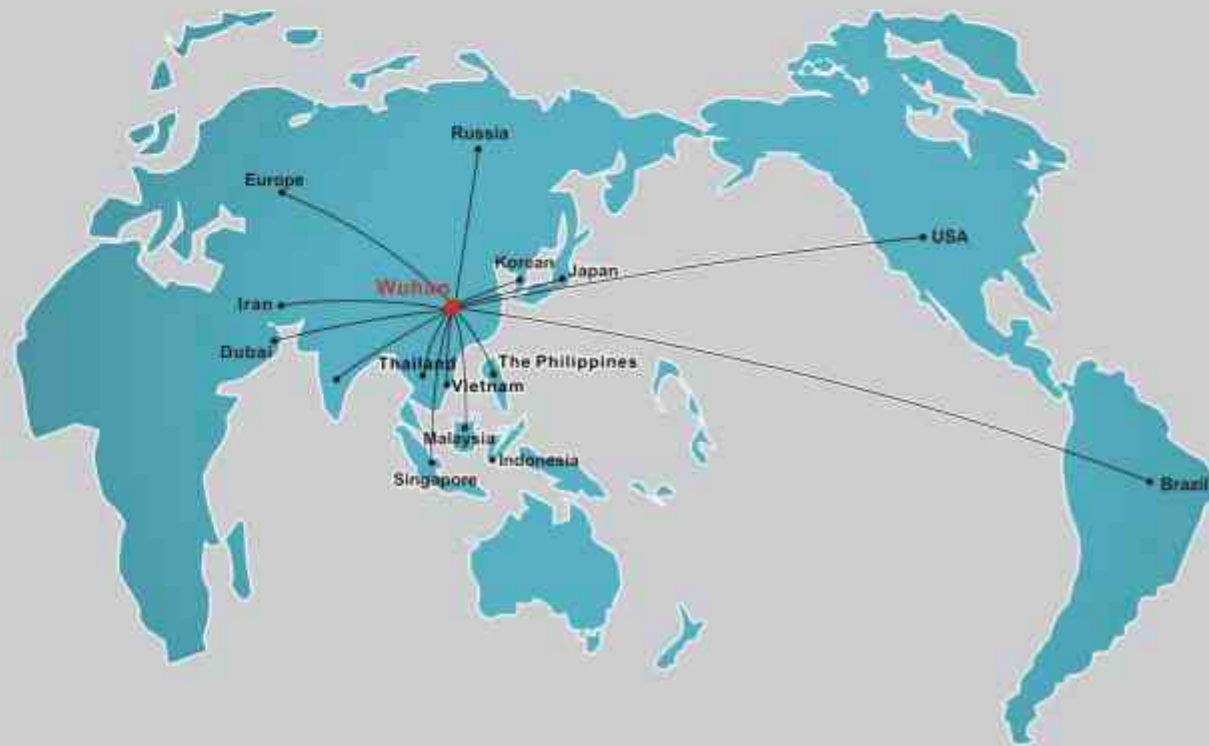 Russia
Europe
USA
Korean
Japan
Wuhan
Iran
Dubai
Thailand
The Philippines
Vietnam
Malaysia
Indonesia
Singapore
Brazil